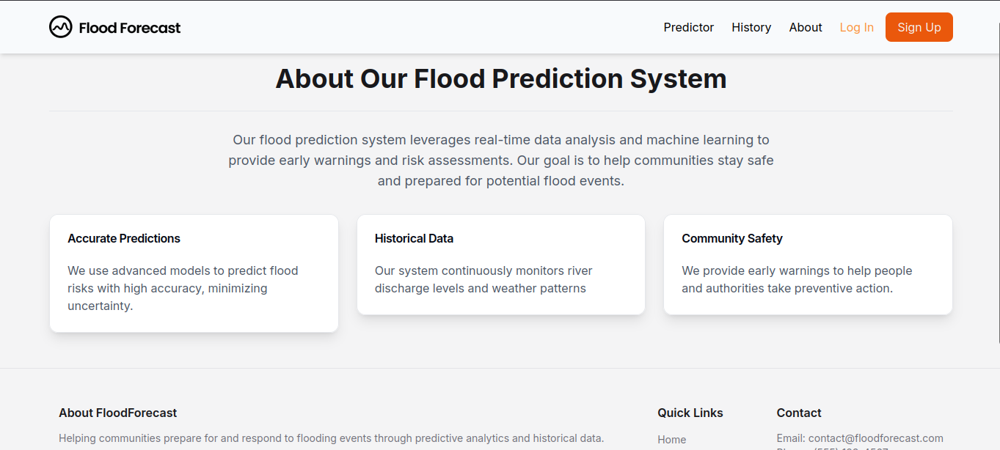 Flood Forecast
Predictor
History
About
Log In
Sign Up
About Our Flood Prediction System
Our flood prediction system leverages real-time data analysis and machine learning to
provide early warnings and risk assessments. Our goal is to help communities stay safe
and prepared for potential flood events.
Accurate Predictions
We use advanced models to predict flood
risks with high accuracy, minimizing
uncertainty.
Historical Data
Our system continuously monitors river
discharge levels and weather patterns
Community Safety
We provide early warnings to help people
and authorities take preventive action.
About FloodForecast
Helping communities prepare for and respond to flooding events through predictive analytics and historical data.
Quick Links
Home
Contact
Email: contact@floodforecast.com